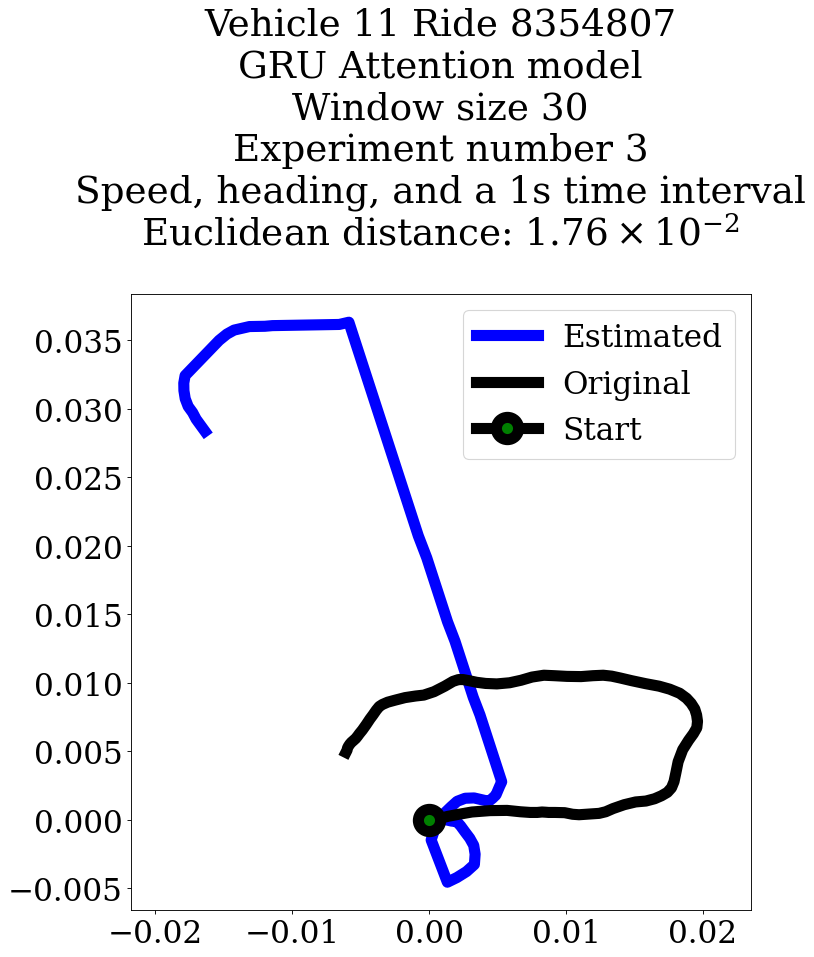 Vehicle 11 Ride 8354807
GRU Attention model
Window size 30
Experiment number 3
Speed, heading, and a 1s time interval
Euclidean distance: 1.76 × 10⁻²
Estimated
Original
Start
0.035
0.030
0.025
0.020
0.015
0.010
0.005
0.000
−0.005
−0.02
−0.01
0.00
0.01
0.02